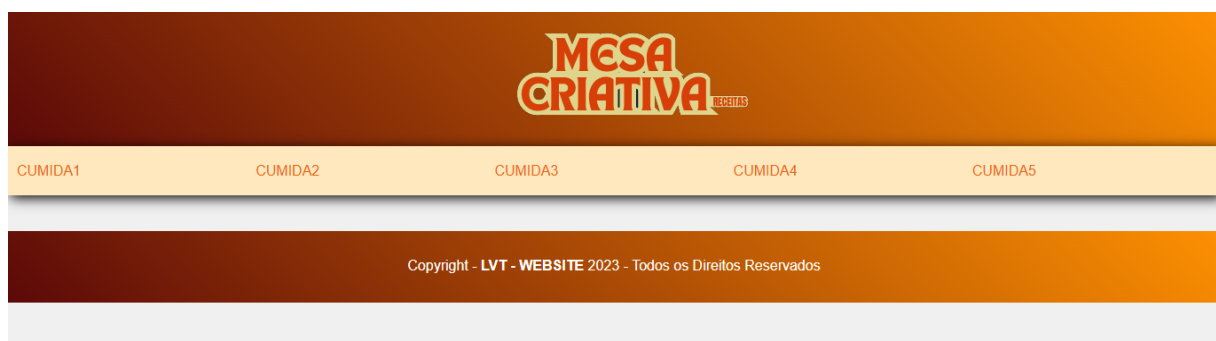 MESA
CRIATIVA RECEITAS
CUMIDA1 CUMIDA2 CUMIDA3 CUMIDA4 CUMIDA5
Copyright - LVT - WEBSITE 2023 - Todos os Direitos Reservados